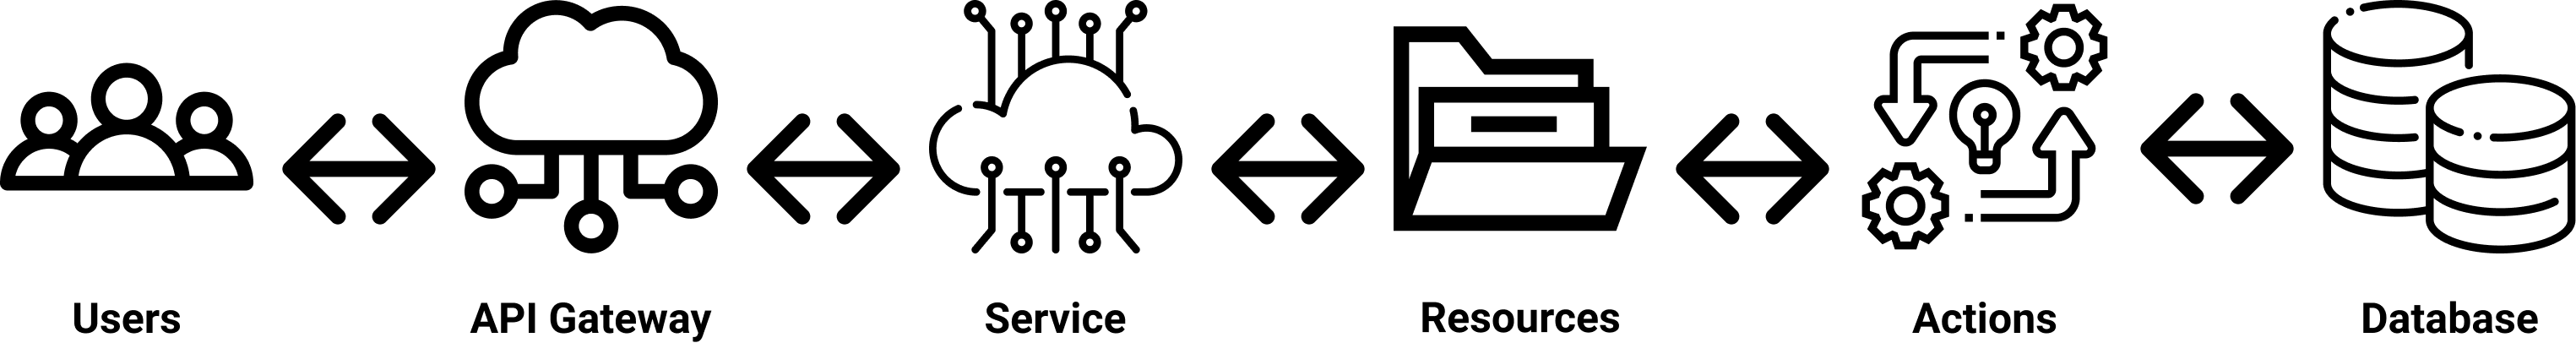 Users
API Gateway
Service
Resources
Actions
Database